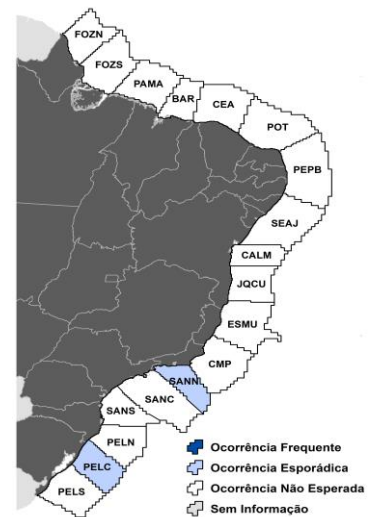 FOZN
FOZS
PAMA
BAR
CEA
POT
PEPB
SEAJ
CALM
JQCU
ESMU
CMP
SANN
SANC
SANS
PELN
PELC
PELS
Ocorrência Frequente
Ocorrência Esporádica
Ocorrência Não Esperada
Sem Informação